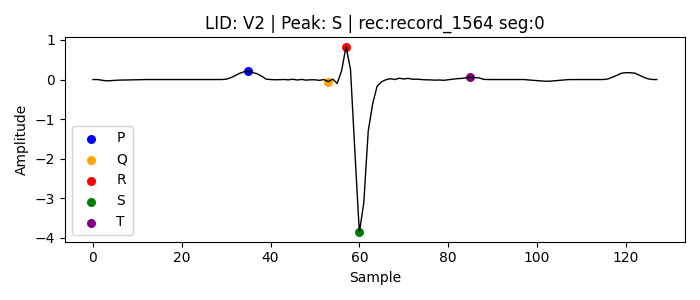 LID: V2 | Peak: S | rec:record_1564 seg:0
Amplitude
1
0
−1
−2
−3
−4
P
Q
R
S
T
0 20 40 60 80 100 120
Sample